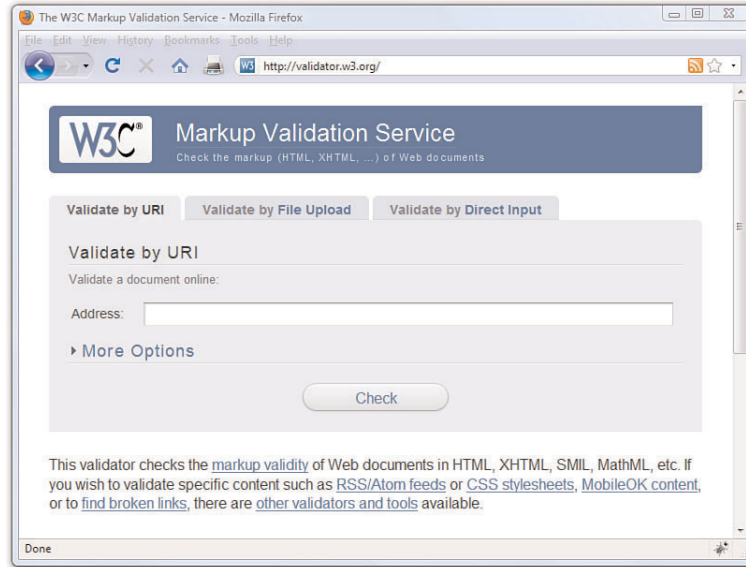 The W3C Markup Validation Service - Mozilla Firefox
File Edit View History Bookmarks Tools Help
W3 http://validator.w3.org/
W3C® Markup Validation Service
Check the markup (HTML, XHTML, ...) of Web documents
Validate by URI Validate by File Upload Validate by Direct Input
Validate by URI
Validate a document online:
Address:
More Options
Check
This validator checks the markup validity of Web documents in HTML, XHTML, SMIL, MathML, etc. If
you wish to validate specific content such as RSS/Atom feeds or CSS stylesheets, MobileOK content,
or to find broken links, there are other validators and tools available.
Done